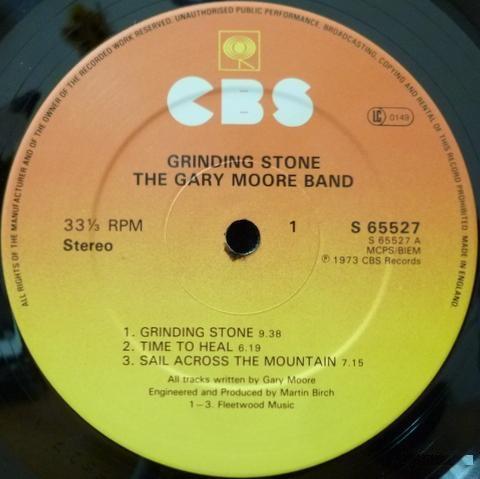 ALL RIGHTS OF THE MANUFACTURER AND OF THE OWNER OF THE RECORDED WORK RESERVED. UNAUTHORISED PUBLIC PERFORMANCE, BROADCASTING, COPYING AND RENTAL OF THIS RECORD PROHIBITED. MADE IN ENGLAND.
CBS
LC 0149
GRINDING STONE
THE GARY MOORE BAND
33⅓ RPM 1 S 65527
Stereo S 65527 A
MCPS/BIEM
℗ 1973 CBS Records
1. GRINDING STONE 9.38
2. TIME TO HEAL 6.19
3. SAIL ACROSS THE MOUNTAIN 7.15
All tracks written by Gary Moore
Engineered and Produced by Martin Birch
1–3. Fleetwood Music